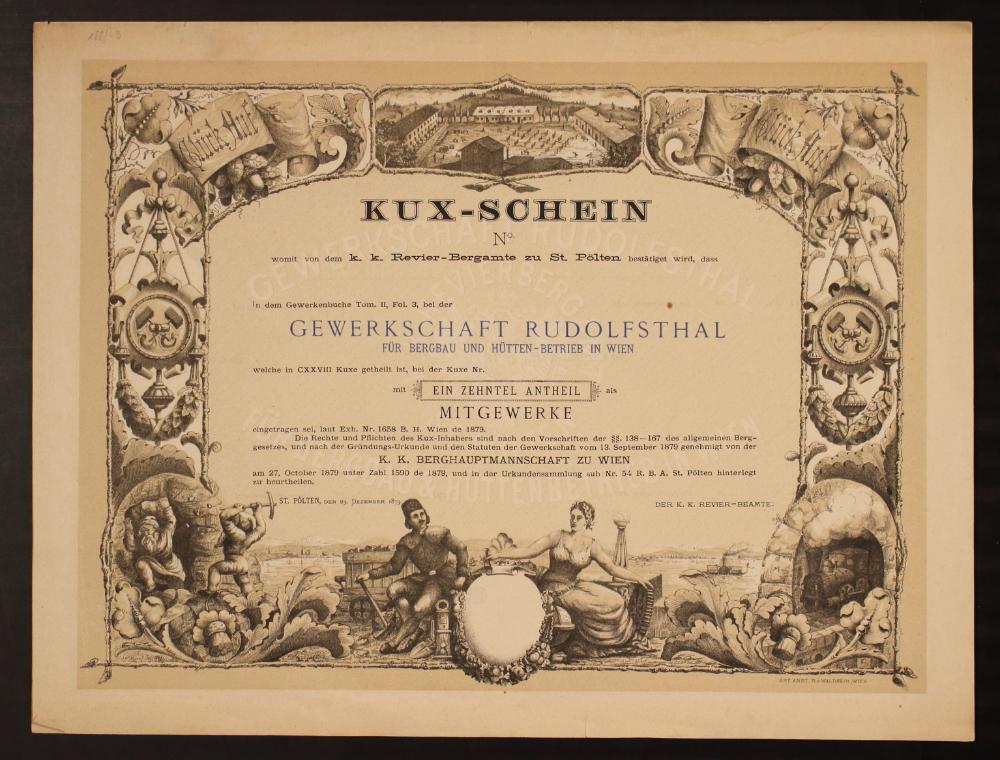 Glück Auf
Glück Auf
KUX-SCHEIN
No.
womit von dem k. k. Revier-Bergamte zu St. Pölten bestätiget wird, dass
In dem Gewerkenbuche Tom. II, Fol. 3, bei der
GEWERKSCHAFT RUDOLFSTHAL
FÜR BERGBAU UND HÜTTEN-BETRIEB IN WIEN
welche in CXXVIII Kuxe getheilt ist, bei der Kuxe Nr.
mit EIN ZEHNTEL ANTHEIL als
MITGEWERKE
eingetragen sei, laut Exh. Nr. 1658 B. H. Wien de 1879.
Die Rechte und Pflichten des Kux-Inhabers sind nach den Vorschriften der §§. 138—167 des allgemeinen Berg-
gesetzes, und nach der Gründungs-Urkunde und den Statuten der Gewerkschaft vom 13. September 1879 genehmigt von der
K. K. BERGHAUPTMANNSCHAFT ZU WIEN
am 27. October 1879 unter Zahl 1590 de 1879, und in der Urkundensammlung sub Nr. 54 R. B. A. St. Pölten hinterlegt
zu beurtheilen.
ST. PÖLTEN, DEN 23. DEZEMBER 1879
DER K. K. REVIER-BEAMTE:
GEWERKSCHAFT RUDOLFSTHAL
REVIERBERG